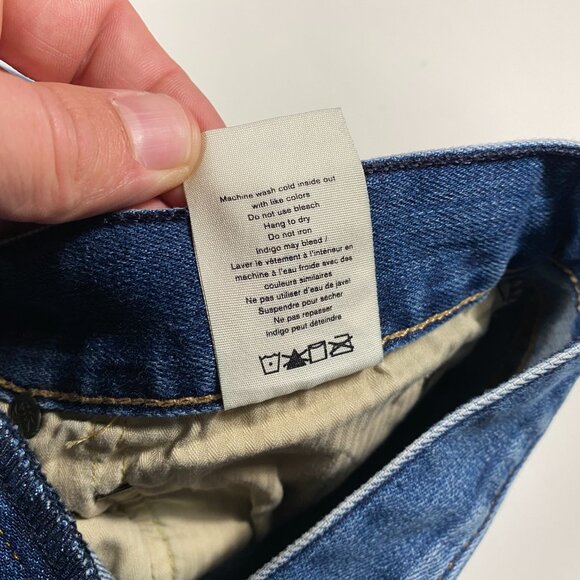 Machine wash cold inside out
with like colors
Do not use bleach
Hang to dry
Do not iron
Indigo may bleed /
Laver le vêtement à l'intérieur en
machine à l'eau froide avec des
couleurs similaires
Ne pas utiliser d'eau de javel
Suspendre pour sécher
Ne pas repasser
Indigo peut déteindre